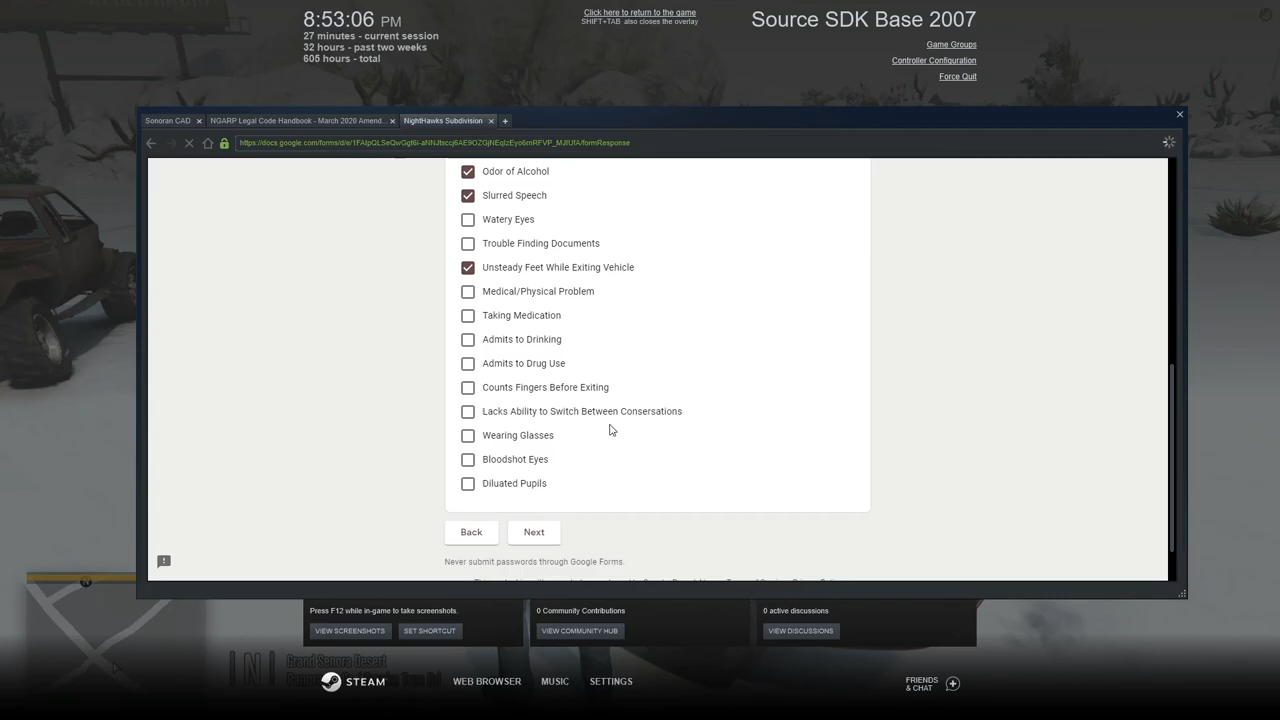 8:53:06 PM
27 minutes - current session
32 hours - past two weeks
605 hours - total
Click here to return to the game
SHIFT+TAB also closes the overlay
Source SDK Base 2007
Game Groups
Controller Configuration
Force Quit
Sonoran CAD
NGARP Legal Code Handbook - March 2020 Amend...
NightHawks Subdivision
Odor of Alcohol
Slurred Speech
Watery Eyes
Trouble Finding Documents
Unsteady Feet While Exiting Vehicle
Medical/Physical Problem
Taking Medication
Admits to Drinking
Admits to Drug Use
Counts Fingers Before Exiting
Lacks Ability to Switch Between Consersations
Wearing Glasses
Bloodshot Eyes
Diluated Pupils
Back Next
Never submit passwords through Google Forms.
Press F12 while in-game to take screenshots.
VIEW SCREENSHOTS SET SHORTCUT
0 Community Contributions
VIEW COMMUNITY HUB
0 active discussions
VIEW DISCUSSIONS
Grand Senora Desert
STEAM WEB BROWSER MUSIC SETTINGS
FRIENDS
& CHAT